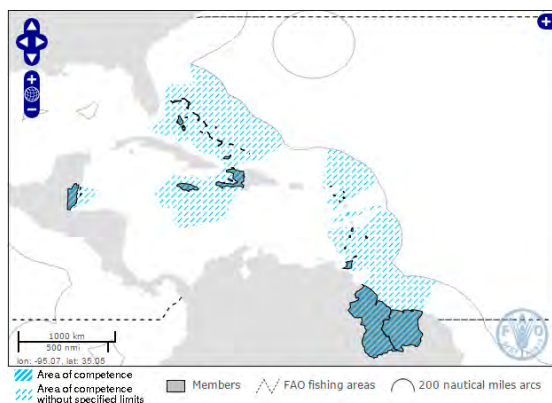 1000 km
500 nmi
lon: -95.07, lat: 35.05
FAO
Area of competence
Area of competence
without specified limits
Members
FAO fishing areas
200 nautical miles arcs